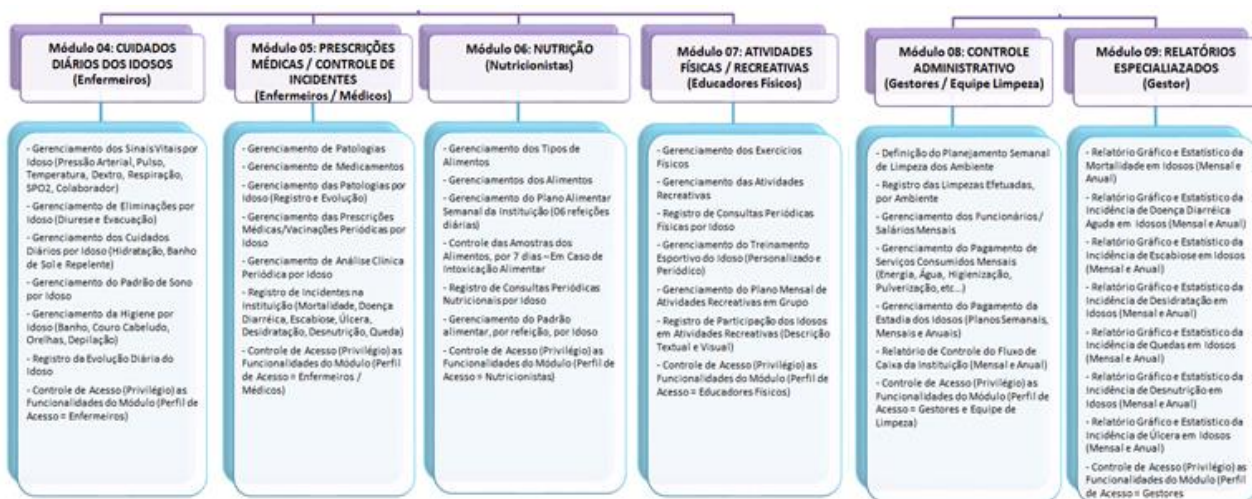 Módulo 04: CUIDADOS
DIÁRIOS DOS IDOSOS
(Enfermeiros)
- Gerenciamento dos Sinais Vitais por
Idoso (Pressão Arterial, Pulso,
Temperatura, Dextro, Respiração,
SPO2, Colaborador)
- Gerenciamento de Eliminações por
Idoso (Diurese e Evacuação)
- Gerenciamento dos Cuidados
Diários por Idoso (Hidratação, Banho
de Sol e Repelente)
- Gerenciamento do Padrão de Sono
por Idoso
- Gerenciamento da Higiene por
Idoso (Banho, Couro Cabeludo,
Orelhas, Depilação)
- Registro da Evolução Diária do
Idoso
- Controle de Acesso (Privilégio) as
Funcionalidades do Módulo (Perfil
de Acesso = Enfermeiros)
Módulo 05: PRESCRIÇÕES
MÉDICAS / CONTROLE DE
INCIDENTES
(Enfermeiros / Médicos)
- Gerenciamento de Patologias
- Gerenciamento de Medicamentos
- Gerenciamento das Patologias por
Idoso (Registro e Evolução)
- Gerenciamento das Prescrições
Médicas/Vacinações Periódicas por
Idoso
- Gerenciamento de Análise Clínica
Periódica por Idoso
- Registro de Incidentes na
Instituição (Mortalidade, Doença
Diarréica, Escabiose, Úlcera,
Desidratação, Desnutrição, Queda)
- Controle de Acesso (Privilégio) as
Funcionalidades do Módulo (Perfil
de Acesso = Enfermeiros /
Médicos)
Módulo 06: NUTRIÇÃO
(Nutricionistas)
- Gerenciamento dos Tipos de
Alimentos
- Gerenciamentos dos Alimentos
- Gerenciamento do Plano Alimentar
Semanal da Instituição (06 refeições
diárias)
- Controle das Amostras dos
Alimentos, por 7 dias – Em Caso de
Intoxicação Alimentar
- Registro de Consultas Periódicas
Nutricionais por Idoso
- Gerenciamento do Padrão
alimentar, por refeição, por Idoso
- Controle de Acesso (Privilégio) as
Funcionalidades do Módulo (Perfil
de Acesso = Nutricionistas)
Módulo 07: ATIVIDADES
FÍSICAS / RECREATIVAS
(Educadores Físicos)
- Gerenciamento dos Exercícios
Físicos
- Gerenciamento das Atividades
Recreativas
- Registro de Consultas Periódicas
Físicas por Idoso
- Gerenciamento do Treinamento
Esportivo do Idoso (Personalizado e
Periódico)
- Gerenciamento do Plano Mensal de
Atividades Recreativas em Grupo
- Registro de Participação dos Idosos
em Atividades Recreativas (Descrição
Textual e Visual)
- Controle de Acesso (Privilégio) as
Funcionalidades do Módulo (Perfil de
Acesso = Educadores Físicos)
Módulo 08: CONTROLE
ADMINISTRATIVO
(Gestores / Equipe Limpeza)
- Definição do Planejamento Semanal
de Limpeza dos Ambiente
- Registro das Limpezas Efetuadas,
por Ambiente
- Gerenciamento dos Funcionários/
Salários Mensais
- Gerenciamento do Pagamento de
Serviços Consumidos Mensais
(Energia, Água, Higienização,
Pulverização, etc...)
- Gerenciamento do Pagamento da
Estadia dos Idosos (Planos Semanais,
Mensais e Anuais)
- Relatório de Controle do Fluxo de
Caixa da Instituição (Mensal e Anual)
- Controle de Acesso (Privilégio) as
Funcionalidades do Módulo (Perfil de
Acesso = Gestores e Equipe de
Limpeza)
Módulo 09: RELATÓRIOS
ESPECIALIAZADOS
(Gestor)
- Relatório Gráfico e Estatístico da
Mortalidade em Idosos (Mensal e
Anual)
- Relatório Gráfico e Estatístico da
Incidência de Doença Diarréica
Aguda em Idosos (Mensal e Anual)
- Relatório Gráfico e Estatístico da
Incidência de Escabiose em Idosos
(Mensal e Anual)
- Relatório Gráfico e Estatístico da
Incidência de Desidratação em
Idosos (Mensal e Anual)
- Relatório Gráfico e Estatístico da
Incidência de Quedas em Idosos
(Mensal e Anual)
- Relatório Gráfico e Estatístico da
Incidência de Desnutrição em
Idosos (Mensal e Anual)
- Relatório Gráfico e Estatístico da
Incidência de Úlcera em Idosos
(Mensal e Anual)
- Controle de Acesso (Privilégio) as
Funcionalidades do Módulo (Perfil
de Acesso = Gestores